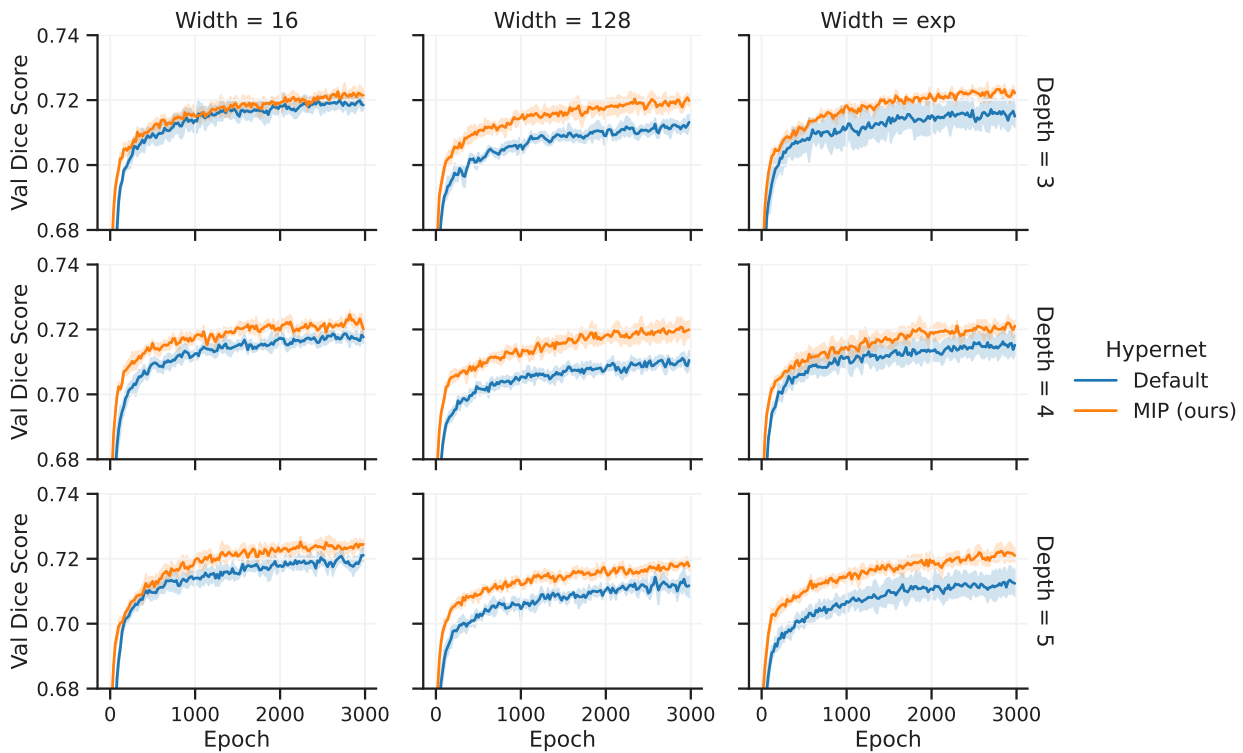 Width = 16
Width = 128
Width = exp
Val Dice Score
0.74
0.72
0.70
0.68
Depth = 3
Val Dice Score
0.74
0.72
0.70
0.68
Depth = 4
Hypernet
Default
MIP (ours)
Val Dice Score
0.74
0.72
0.70
0.68
Depth = 5
0 1000 2000 3000
0 1000 2000 3000
0 1000 2000 3000
Epoch
Epoch
Epoch